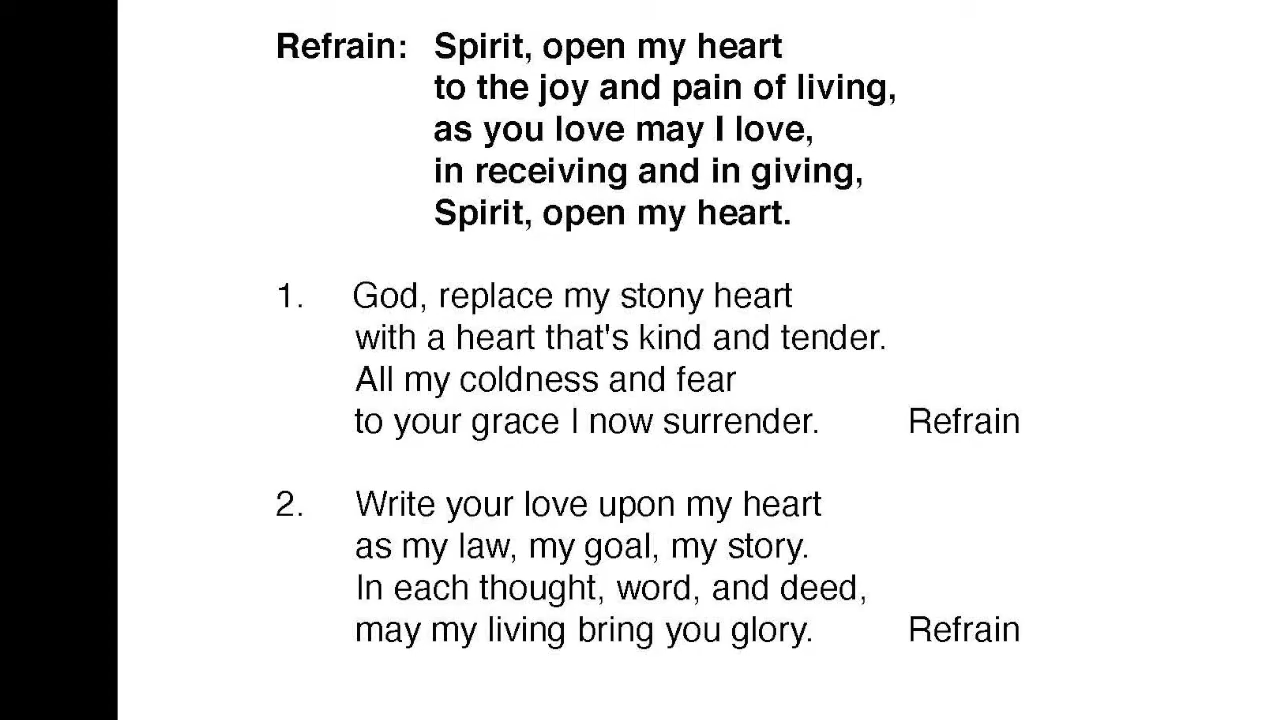 Refrain: Spirit, open my heart
to the joy and pain of living,
as you love may I love,
in receiving and in giving,
Spirit, open my heart.
1. God, replace my stony heart
with a heart that's kind and tender.
All my coldness and fear
to your grace I now surrender. Refrain
2. Write your love upon my heart
as my law, my goal, my story.
In each thought, word, and deed,
may my living bring you glory. Refrain